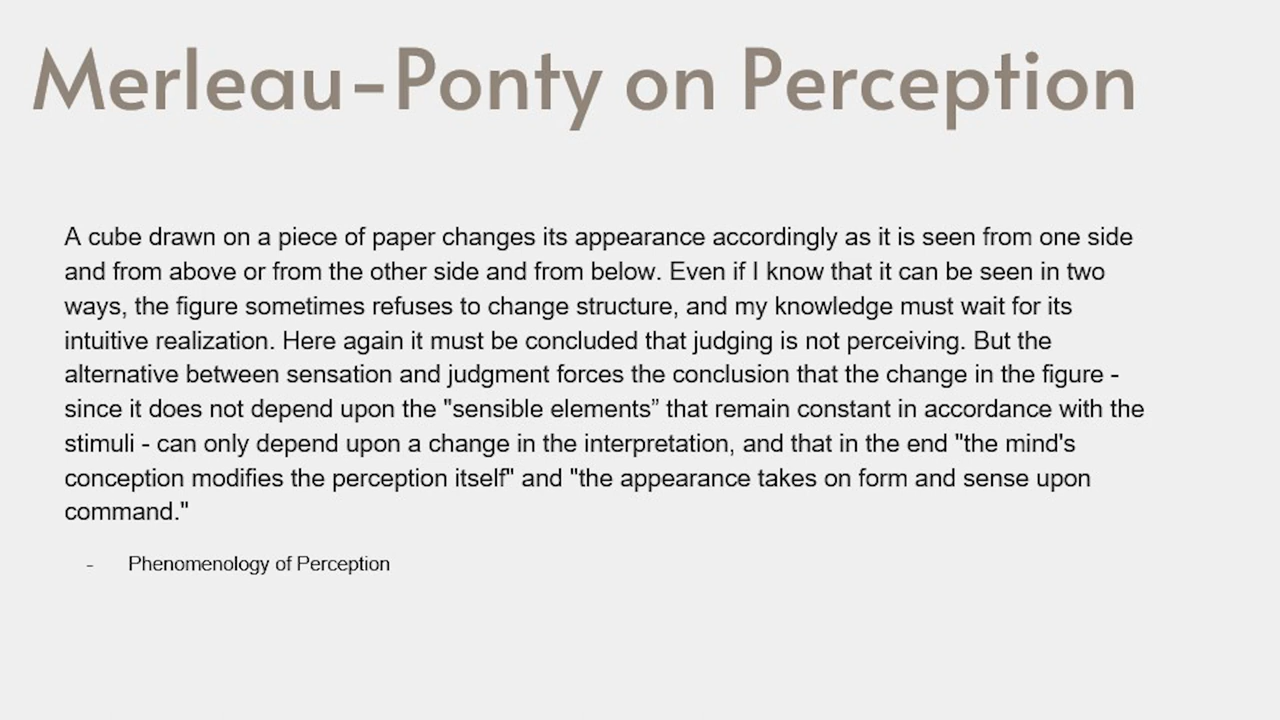 Merleau-Ponty on Perception
A cube drawn on a piece of paper changes its appearance accordingly as it is seen from one side
and from above or from the other side and from below. Even if I know that it can be seen in two
ways, the figure sometimes refuses to change structure, and my knowledge must wait for its
intuitive realization. Here again it must be concluded that judging is not perceiving. But the
alternative between sensation and judgment forces the conclusion that the change in the figure -
since it does not depend upon the "sensible elements” that remain constant in accordance with the
stimuli - can only depend upon a change in the interpretation, and that in the end "the mind's
conception modifies the perception itself" and "the appearance takes on form and sense upon
command."
- Phenomenology of Perception